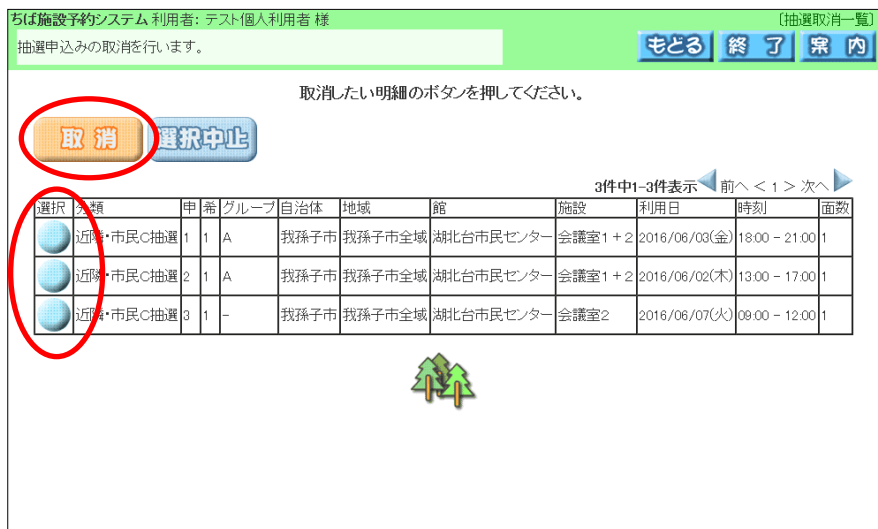 ちば施設予約システム 利用者: テスト個人利用者 様 〔抽選取消一覧〕
抽選申込みの取消を行います。 もどる 終 了 案 内
取消したい明細のボタンを押してください。
取 消 選択中止
3件中1-3件表示 前へ < 1 > 次へ
選択 分類 申 希 グループ 自治体 地域 館 施設 利用日 時刻 面数
近隣・市民C抽選 1 1 A 我孫子市 我孫子市全域 湖北台市民センター 会議室1+2 2016/06/03(金) 18:00 - 21:00 1
近隣・市民C抽選 2 1 A 我孫子市 我孫子市全域 湖北台市民センター 会議室1+2 2016/06/02(木) 13:00 - 17:00 1
近隣・市民C抽選 3 1 - 我孫子市 我孫子市全域 湖北台市民センター 会議室2 2016/06/07(火) 09:00 - 12:00 1